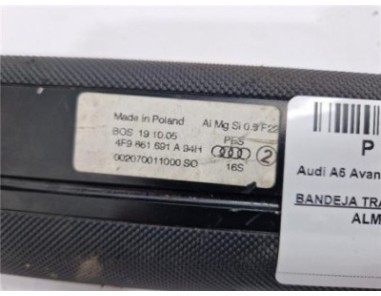 Made in Poland Al Mg Si 0.5 F22
BOS 19.10.05 PES
4F9 861 691 A 94H 2
002070011000 SO 16S
P
Audi A6 Avan
BANDEJA TRA
ALM